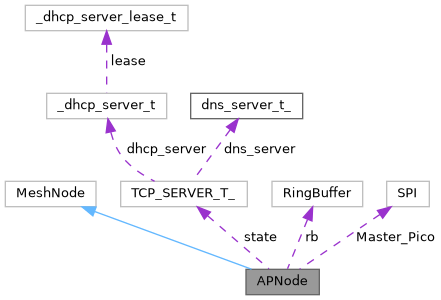 _dhcp_server_lease_t
lease
_dhcp_server_t
dns_server_t_
dhcp_server
dns_server
MeshNode
TCP_SERVER_T_
RingBuffer
SPI
state
rb
Master_Pico
APNode